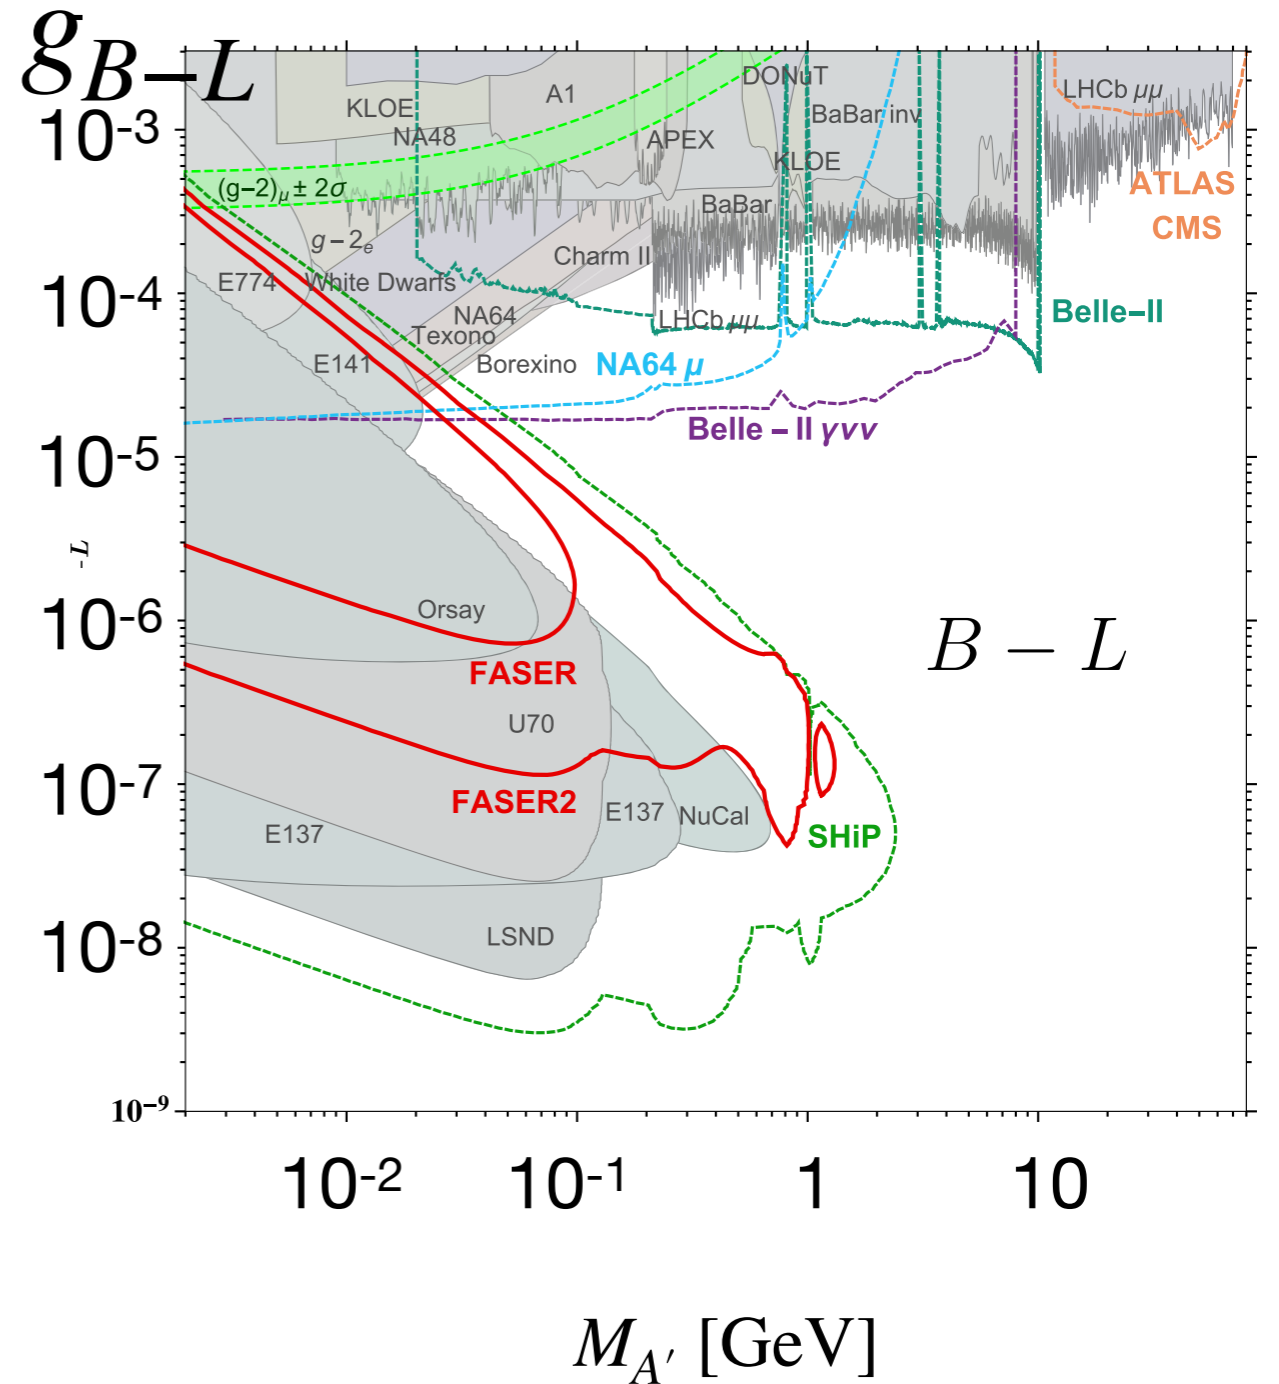 g_{B−L}
10^{-3}
10^{-4}
10^{-5}
-L
10^{-6}
10^{-7}
10^{-8}
10^{−9}
KLOE
A1
DONuT
BaBar inv
LHCb μμ
NA48
APEX
KLOE
ATLAS
CMS
(g−2)_μ ± 2σ
BaBar
g−2_e
Charm II
E774
White Dwarfs
NA64
LHCb μμ
Belle−II
Texono
E141
Borexino
NA64 μ
Belle − II γνν
Orsay
B − L
FASER
U70
FASER2
E137
E137
NuCal
SHiP
LSND
10^{-2}
10^{-1}
1
10
M_{A′} [GeV]